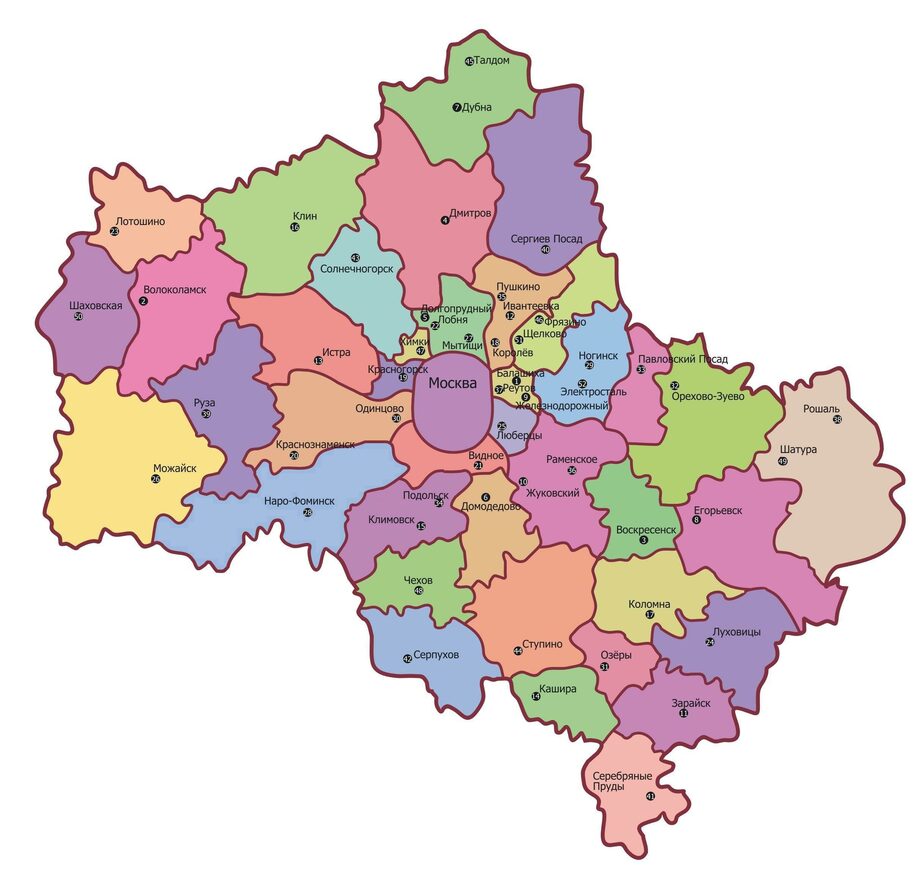 45 Талдом
7 Дубна
Лотошино
23
Клин
16
4 Дмитров
Сергиев Посад
40
43
Солнечногорск
Шаховская
50
Волоколамск
2
Пушкино
35
Ивантеевка
12
Долгопрудный
5
Лобня
22
46 Фрязино
Щёлково
51
27
Мытищи
18
Королёв
Химки
47
Истра
13
Красногорск
19
Ногинск
29
Павловский Посад
33
Москва
Балашиха
1
37 Реутов
9
Железнодорожный
52
Электросталь
32
Орехово-Зуево
Рошаль
38
Руза
39
Одинцово
30
25
Люберцы
Краснознаменск
20
Видное
21
Раменское
36
Шатура
49
Можайск
26
10
Жуковский
Наро-Фоминск
28
Подольск
34
Климовск
15
6
Домодедово
Воскресенск
3
Егорьевск
8
Чехов
48
Коломна
17
Луховицы
24
42 Серпухов
Ступино
44
Озёры
31
Кашира
14
Зарайск
11
Серебряные
Пруды
41